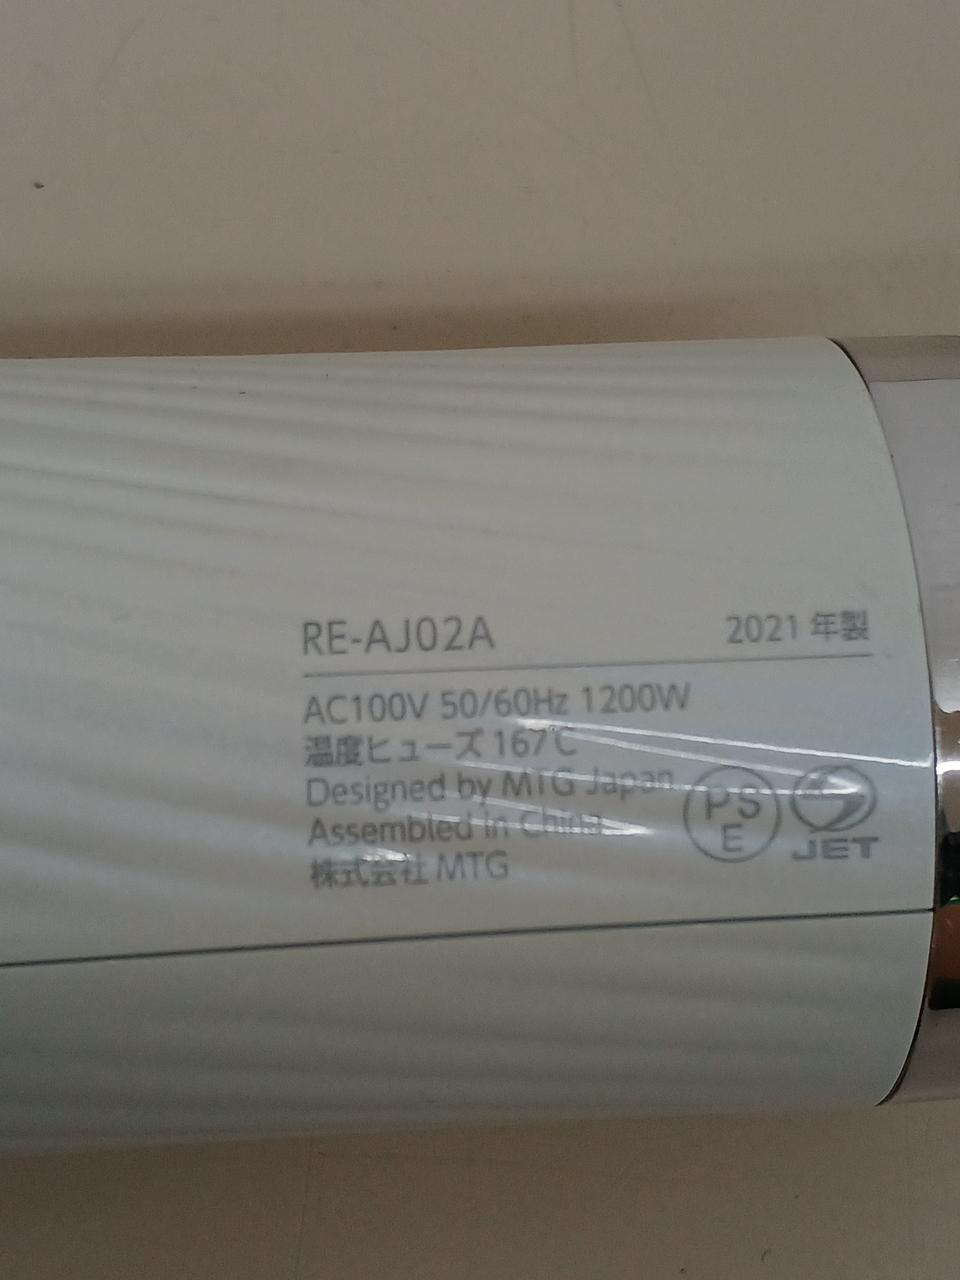 RE-AJ02A 2021年製
AC100V 50/60Hz 1200W
温度ヒューズ 167℃
Designed by MTG Japan
Assembled in China
株式会社 MTG
PS
E
JET